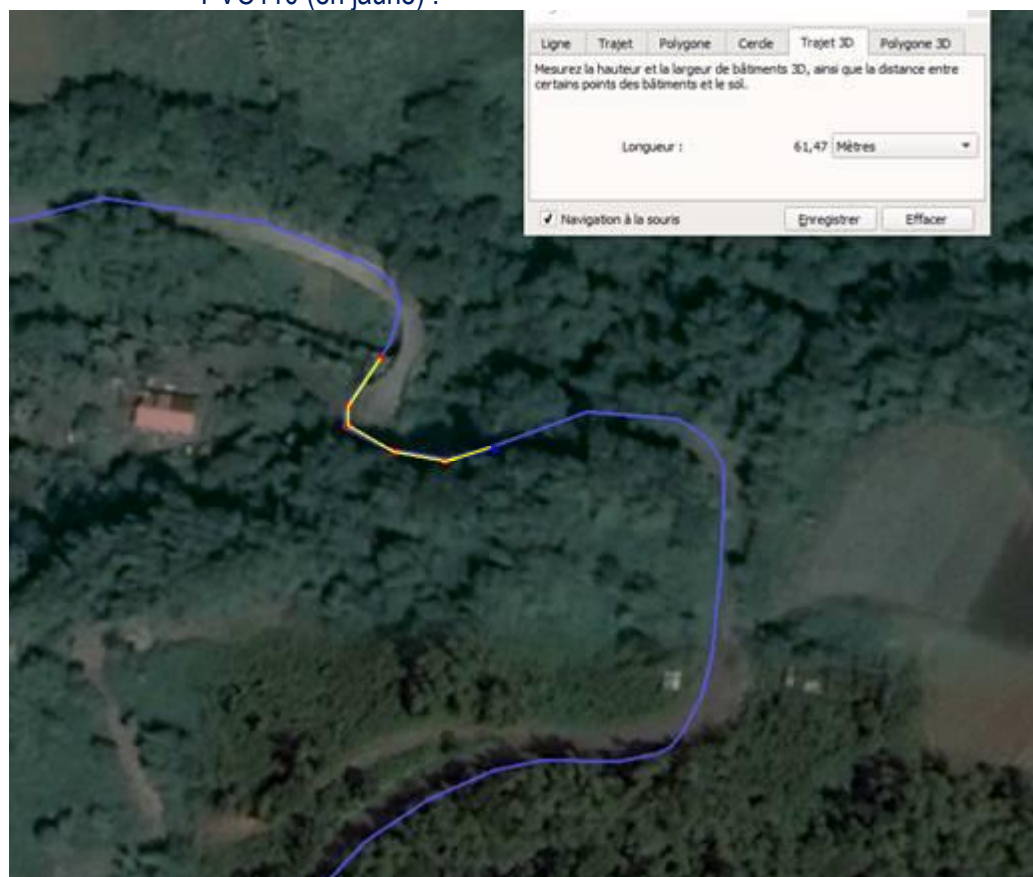 Ligne Trajet Polygone Cercle Trajet 3D Polygone 3D
Mesurez la hauteur et la largeur de bâtiments 3D, ainsi que la distance entre
certains points des bâtiments et le sol.
Longueur : 61,47 Mètres
Navigation à la souris Enregistrer Effacer